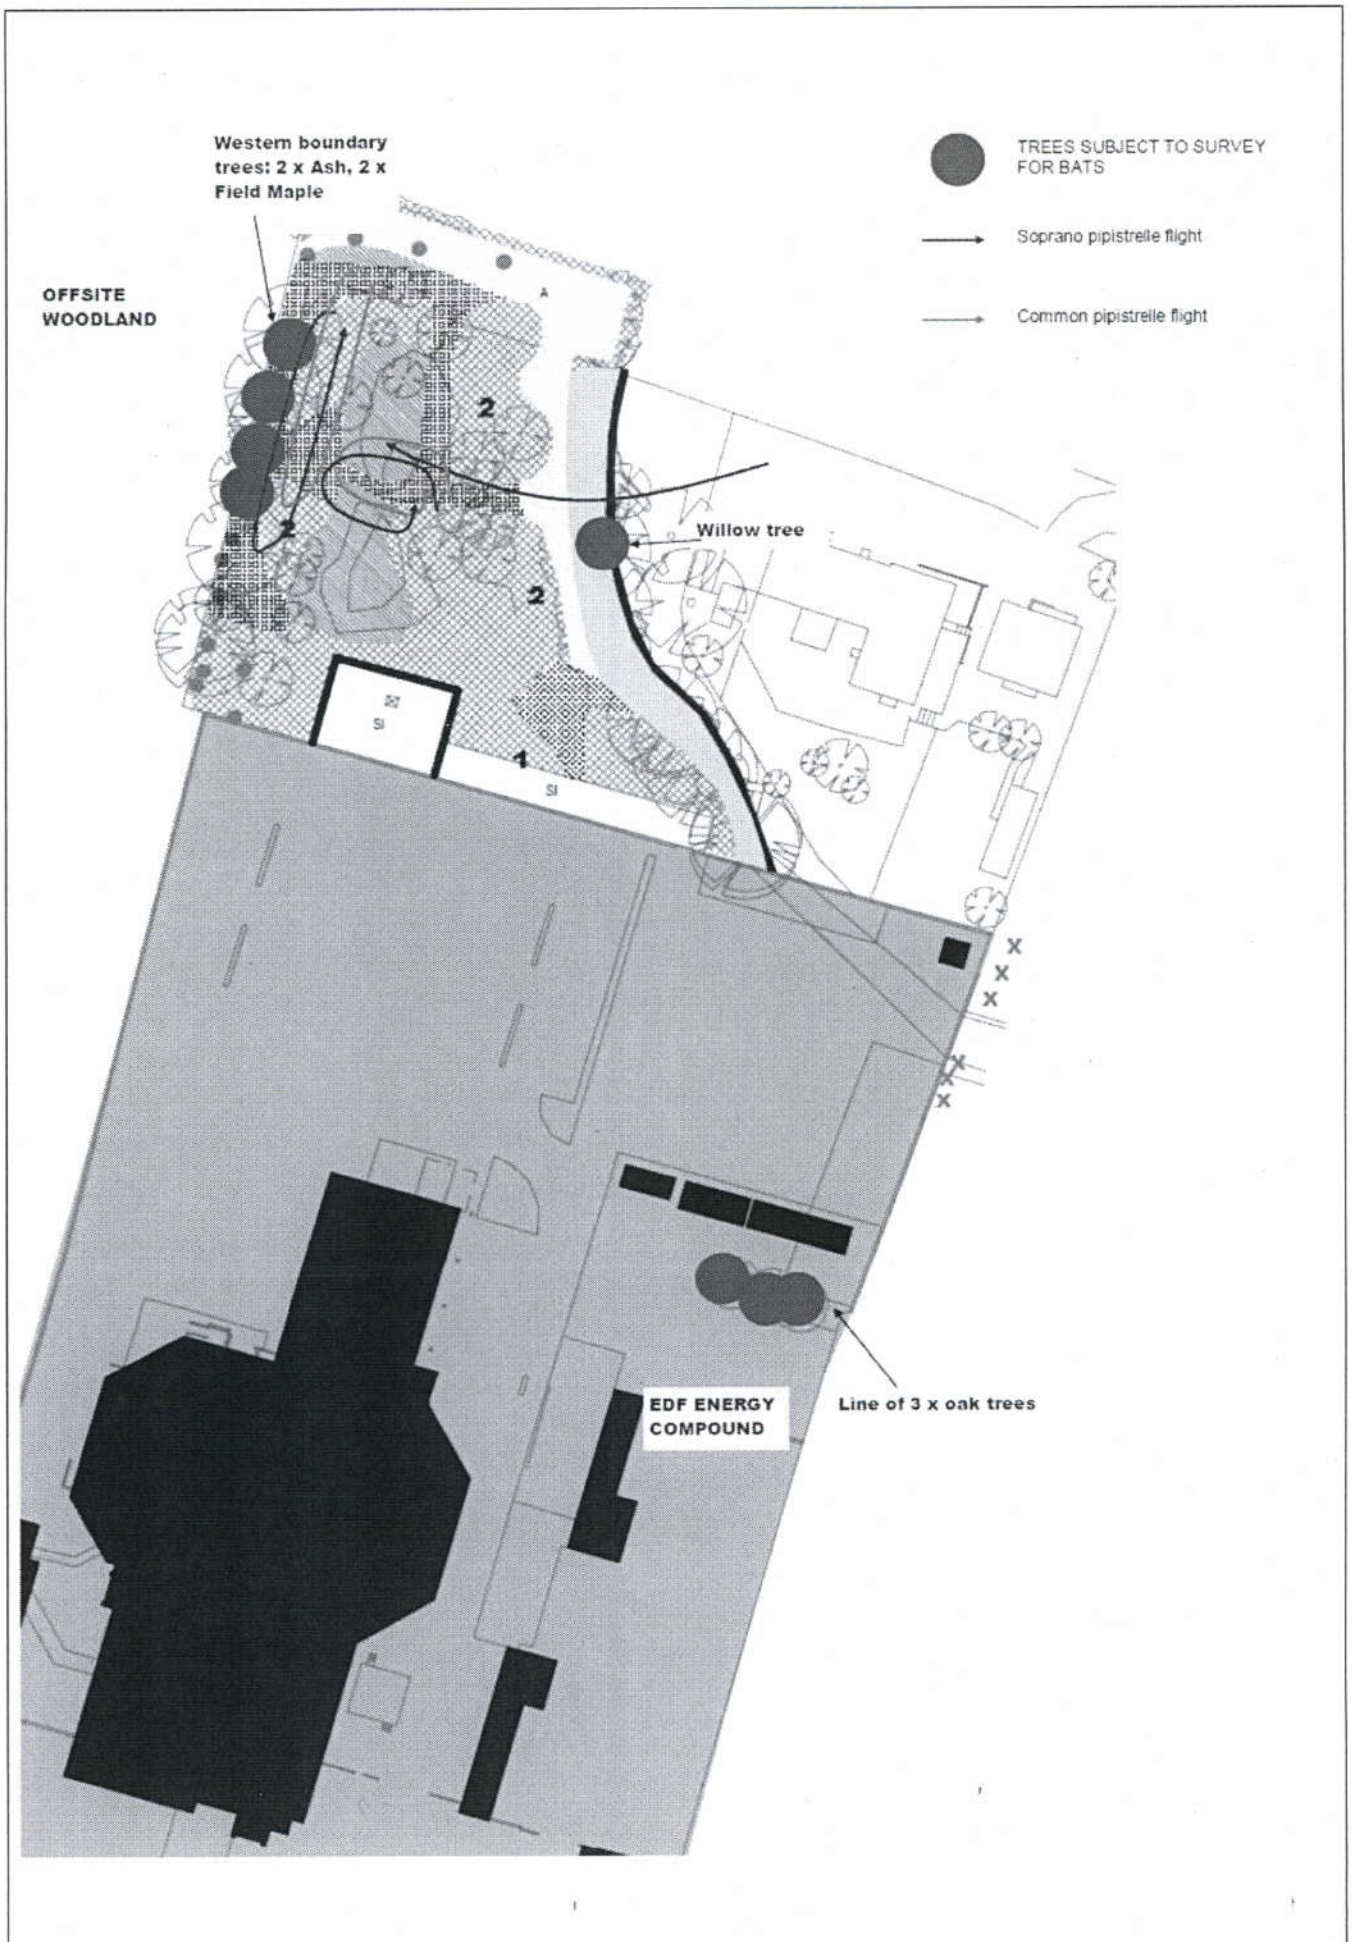 Western boundary
trees: 2 x Ash, 2 x
Field Maple
TREES SUBJECT TO SURVEY
FOR BATS
Soprano pipistrelle flight
Common pipistrelle flight
OFFSITE
WOODLAND
A
2
2
Willow tree
2
SI
1
SI
X
X
X
X
X
X
EDF ENERGY
COMPOUND
Line of 3 x oak trees